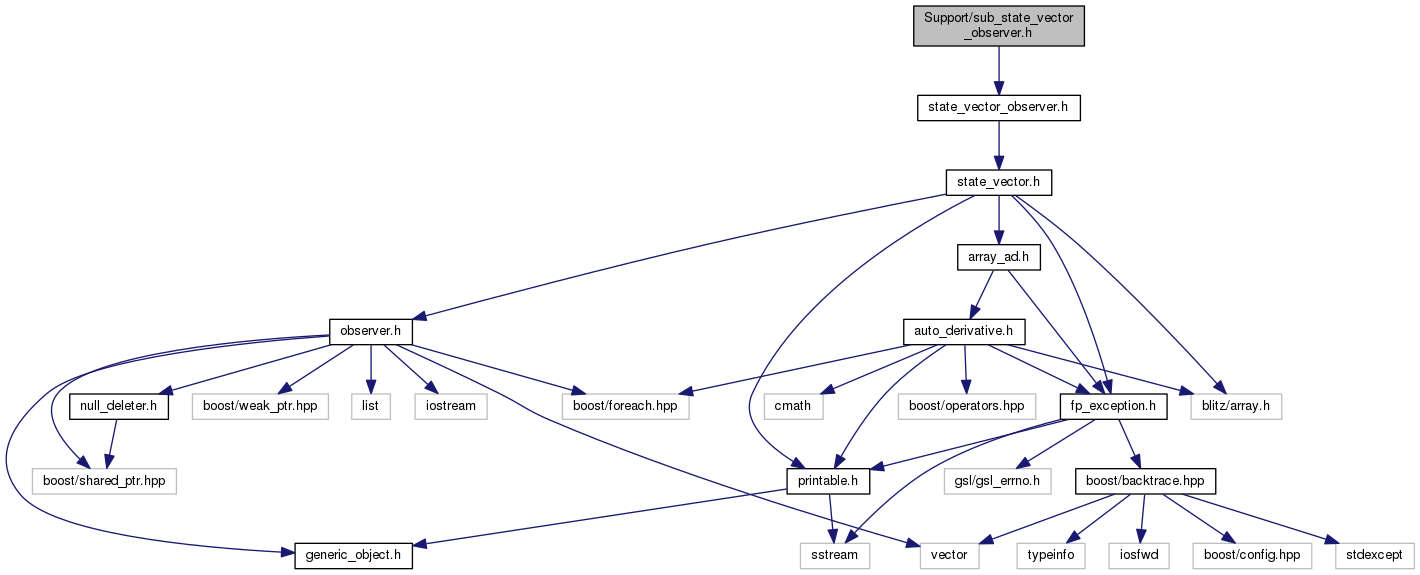 Support/sub_state_vector
_observer.h
state_vector_observer.h
state_vector.h
array_ad.h
observer.h
auto_derivative.h
null_deleter.h
boost/weak_ptr.hpp
list
iostream
boost/foreach.hpp
cmath
boost/operators.hpp
fp_exception.h
blitz/array.h
boost/shared_ptr.hpp
printable.h
gsl/gsl_errno.h
boost/backtrace.hpp
generic_object.h
sstream
vector
typeinfo
iosfwd
boost/config.hpp
stdexcept